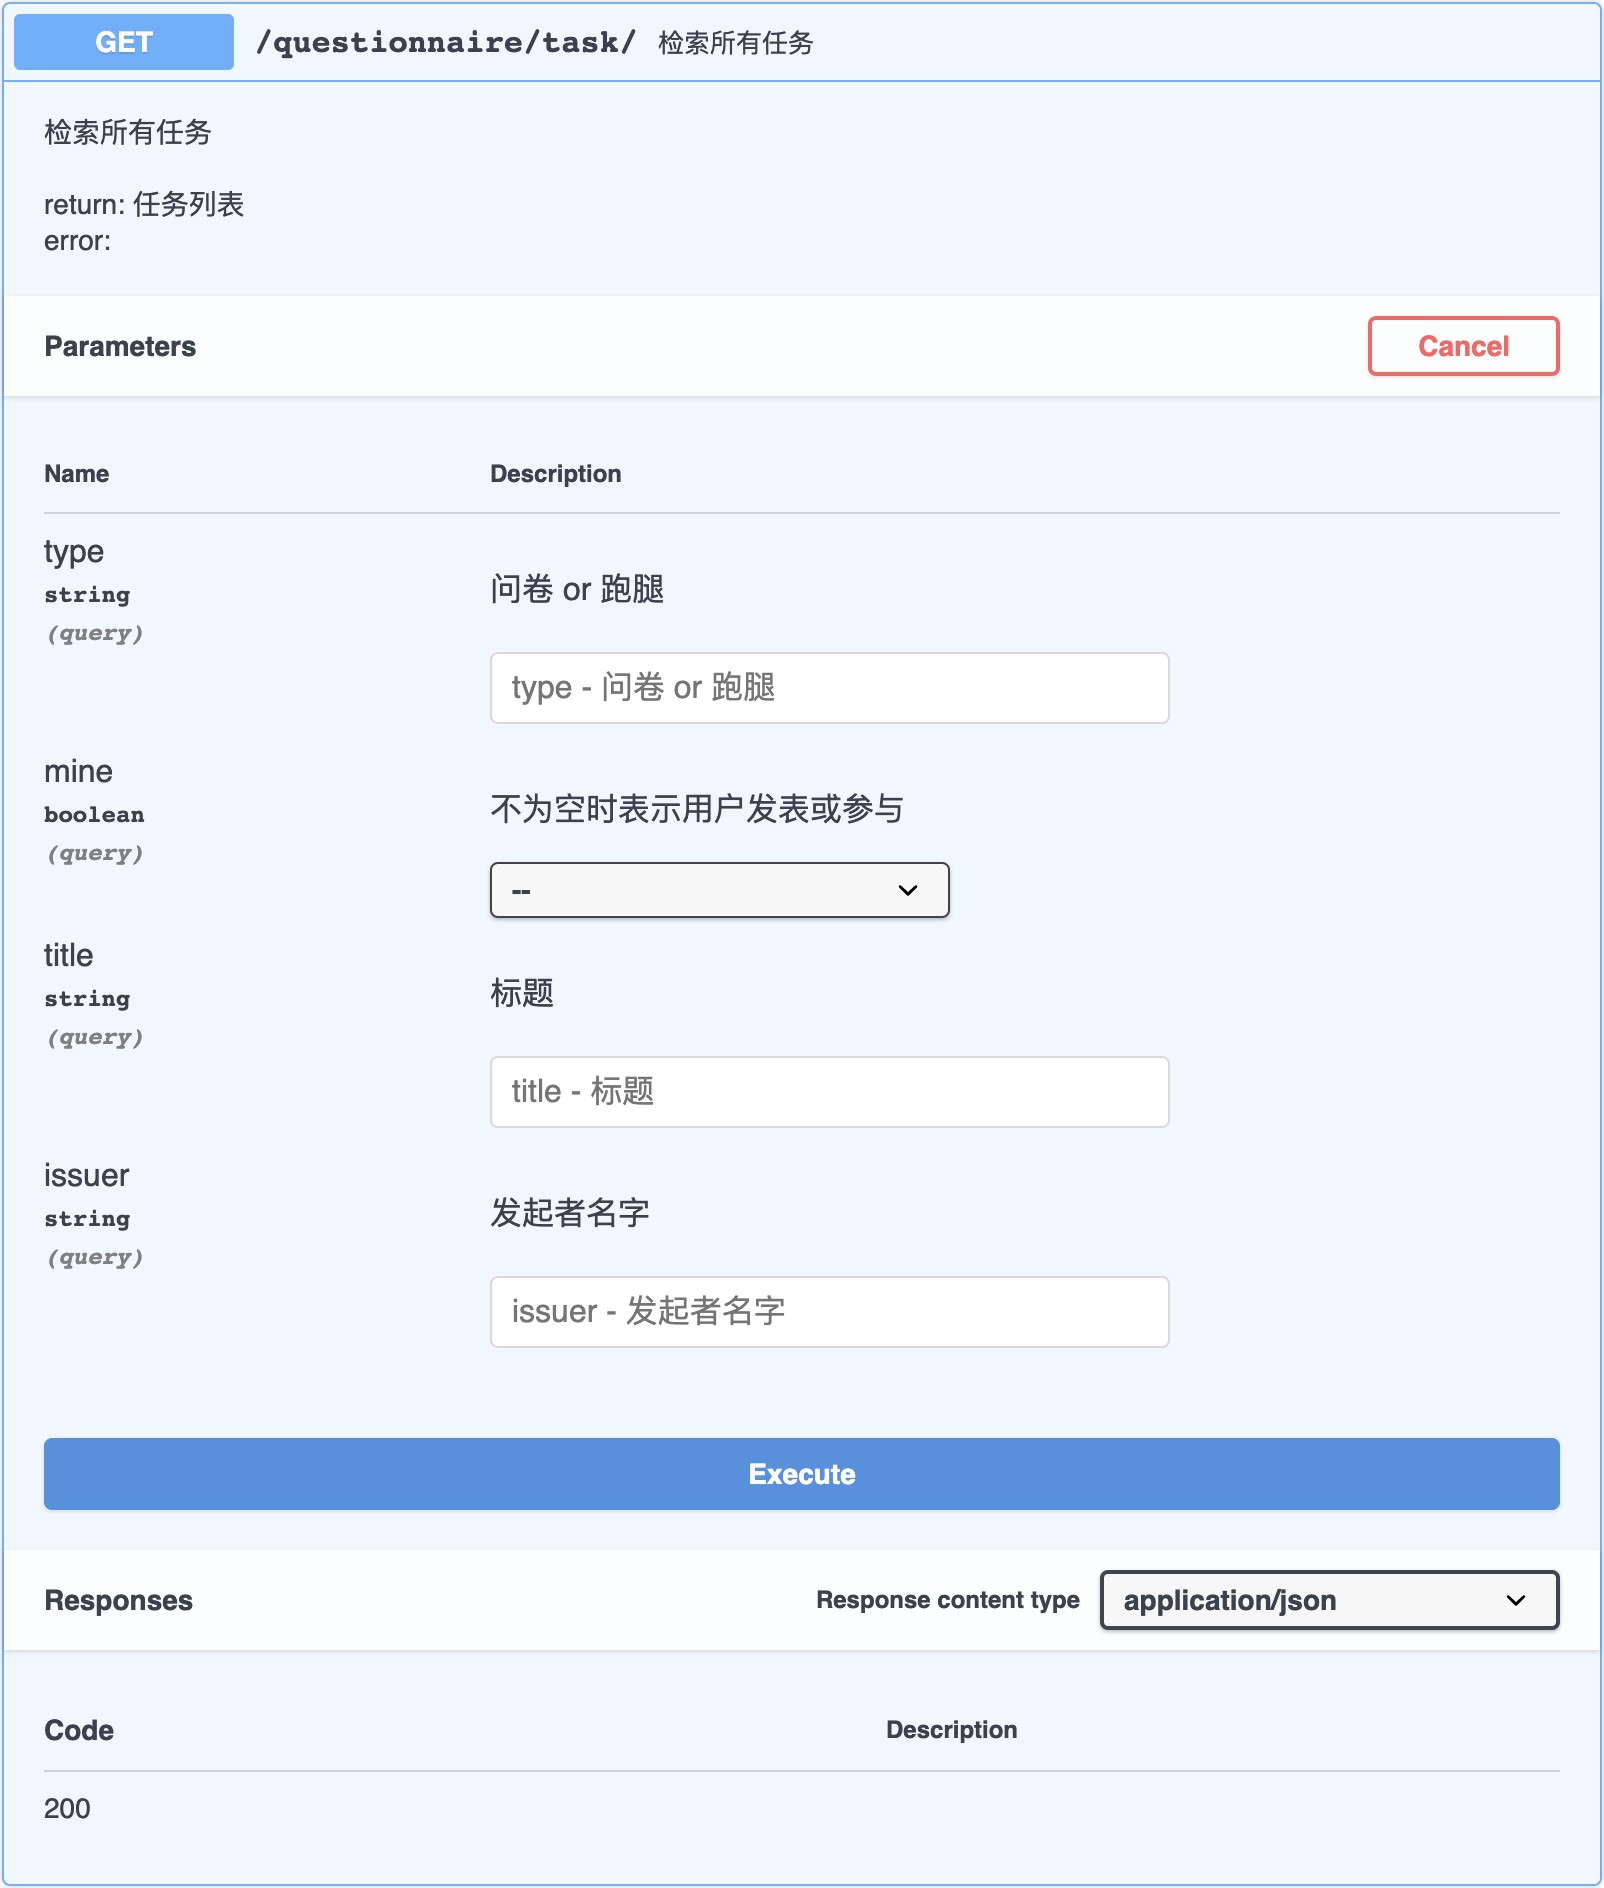 GET /questionnaire/task/ 检索所有任务
检索所有任务
return: 任务列表
error:
Parameters Cancel
Name Description
type
string
(query)
问卷 or 跑腿
type - 问卷 or 跑腿
mine
boolean
(query)
不为空时表示用户发表或参与
--
title
string
(query)
标题
title - 标题
issuer
string
(query)
发起者名字
issuer - 发起者名字
Execute
Responses Response content type application/json
Code Description
200